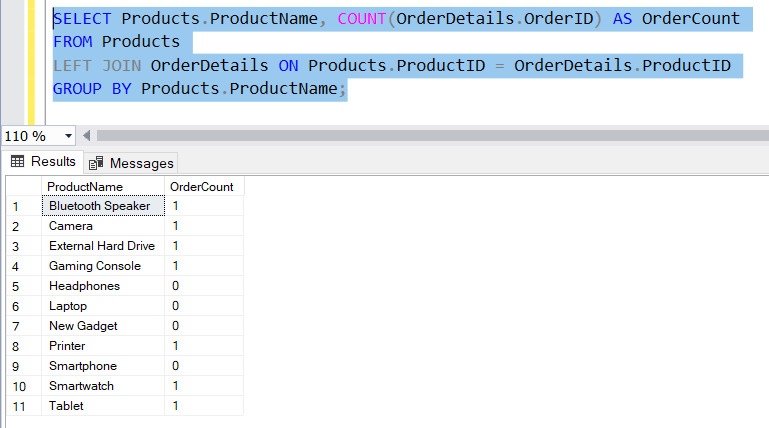 SELECT Products.ProductName, COUNT(OrderDetails.OrderID) AS OrderCount
FROM Products
LEFT JOIN OrderDetails ON Products.ProductID = OrderDetails.ProductID
GROUP BY Products.ProductName;
110 %
Results Messages
ProductName OrderCount
1 Bluetooth Speaker 1
2 Camera 1
3 External Hard Drive 1
4 Gaming Console 1
5 Headphones 0
6 Laptop 0
7 New Gadget 0
8 Printer 1
9 Smartphone 0
10 Smartwatch 1
11 Tablet 1